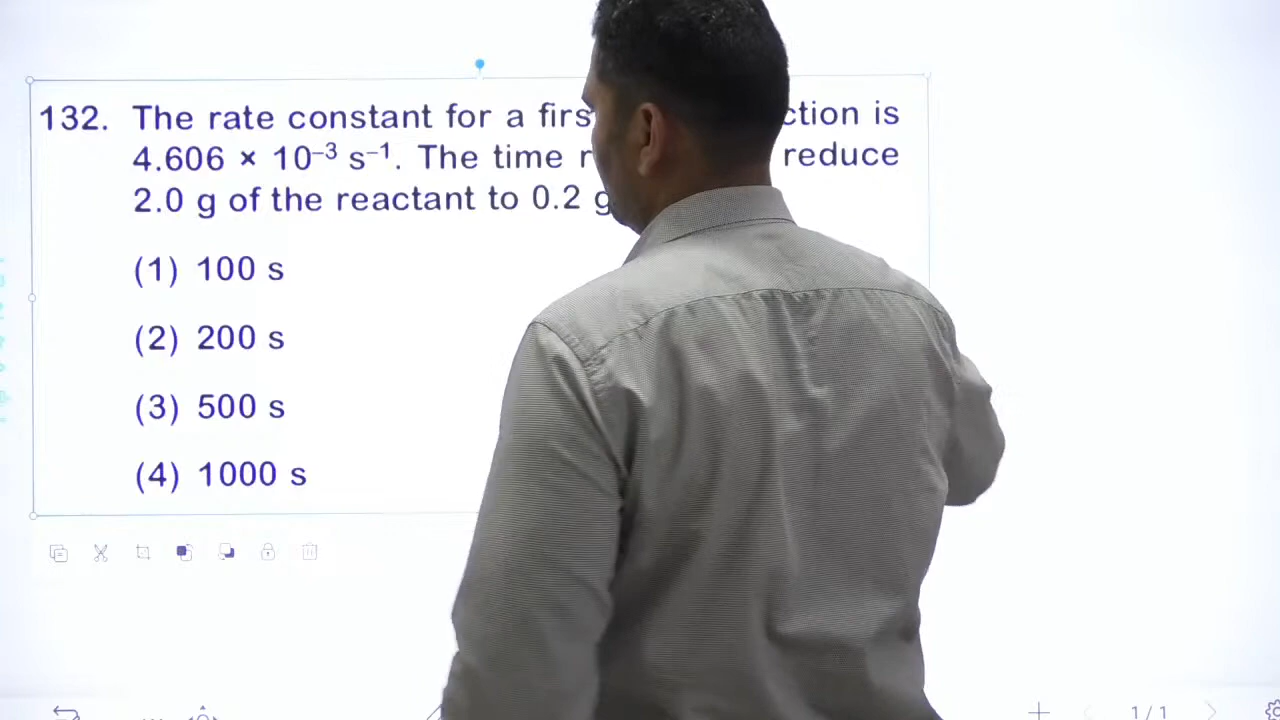 132. The rate constant for a firs ction is
4.606 × 10⁻³ s⁻¹. The time r reduce
2.0 g of the reactant to 0.2 g
(1) 100 s
(2) 200 s
(3) 500 s
(4) 1000 s
1/1